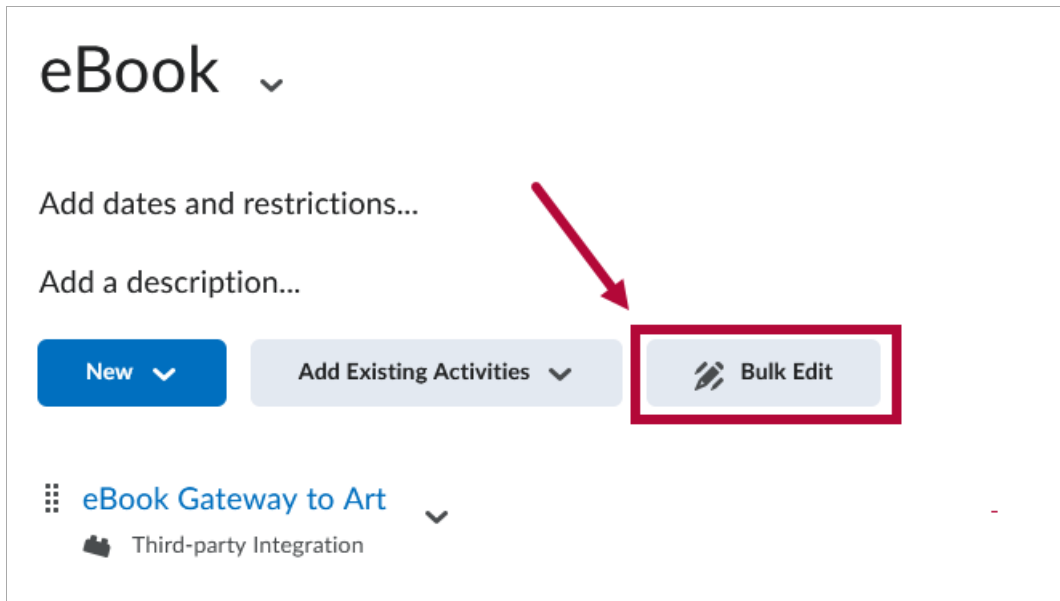 eBook
Add dates and restrictions...
Add a description...
New
Add Existing Activities
Bulk Edit
eBook Gateway to Art
Third-party Integration